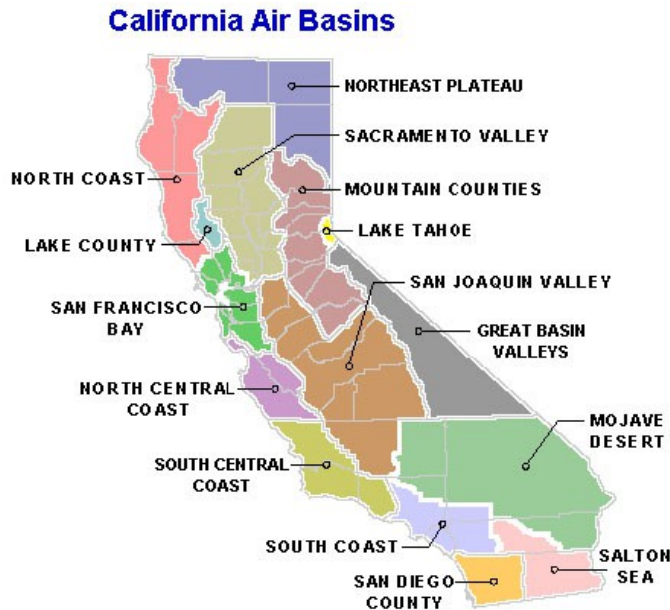 California Air Basins
NORTHEAST PLATEAU
SACRAMENTO VALLEY
NORTH COAST
MOUNTAIN COUNTIES
LAKE COUNTY
LAKE TAHOE
SAN JOAQUIN VALLEY
SAN FRANCISCO
BAY
GREAT BASIN
VALLEYS
NORTH CENTRAL
COAST
MOJAVE
DESERT
SOUTH CENTRAL
COAST
SOUTH COAST
SALTON
SEA
SAN DIEGO
COUNTY